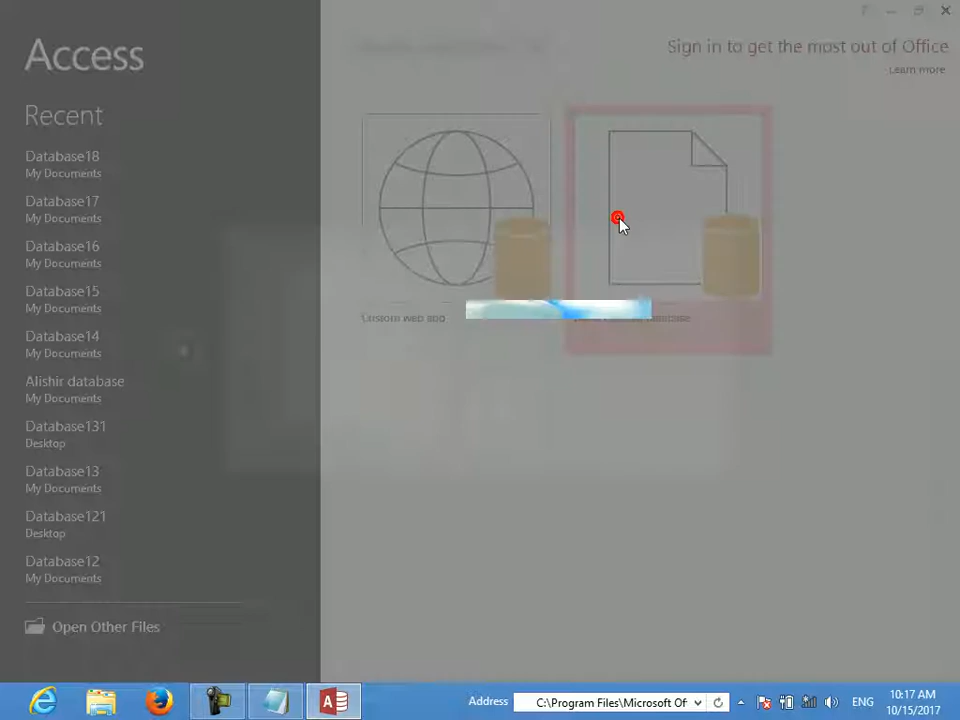 Access
Sign in to get the most out of Office
Learn more
Recent
Database18
My Documents
Database17
My Documents
Database16
My Documents
Database15
My Documents
Database14
My Documents
Alishir database
My Documents
Database131
Desktop
Database13
My Documents
Database121
Desktop
Database12
My Documents
Open Other Files
Custom web app
database
Address
C:\Program Files\Microsoft Of
ENG
10:17 AM
10/15/2017